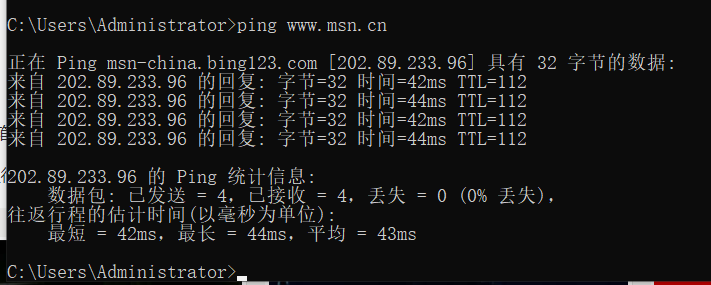 C:\Users\Administrator>ping www.msn.cn
正在 Ping msn-china.bing123.com [202.89.233.96] 具有 32 字节的数据:
来自 202.89.233.96 的回复: 字节=32 时间=42ms TTL=112
来自 202.89.233.96 的回复: 字节=32 时间=44ms TTL=112
来自 202.89.233.96 的回复: 字节=32 时间=42ms TTL=112
来自 202.89.233.96 的回复: 字节=32 时间=44ms TTL=112
202.89.233.96 的 Ping 统计信息:
数据包: 已发送 = 4，已接收 = 4，丢失 = 0 (0% 丢失)，
往返行程的估计时间(以毫秒为单位):
最短 = 42ms，最长 = 44ms，平均 = 43ms
C:\Users\Administrator>